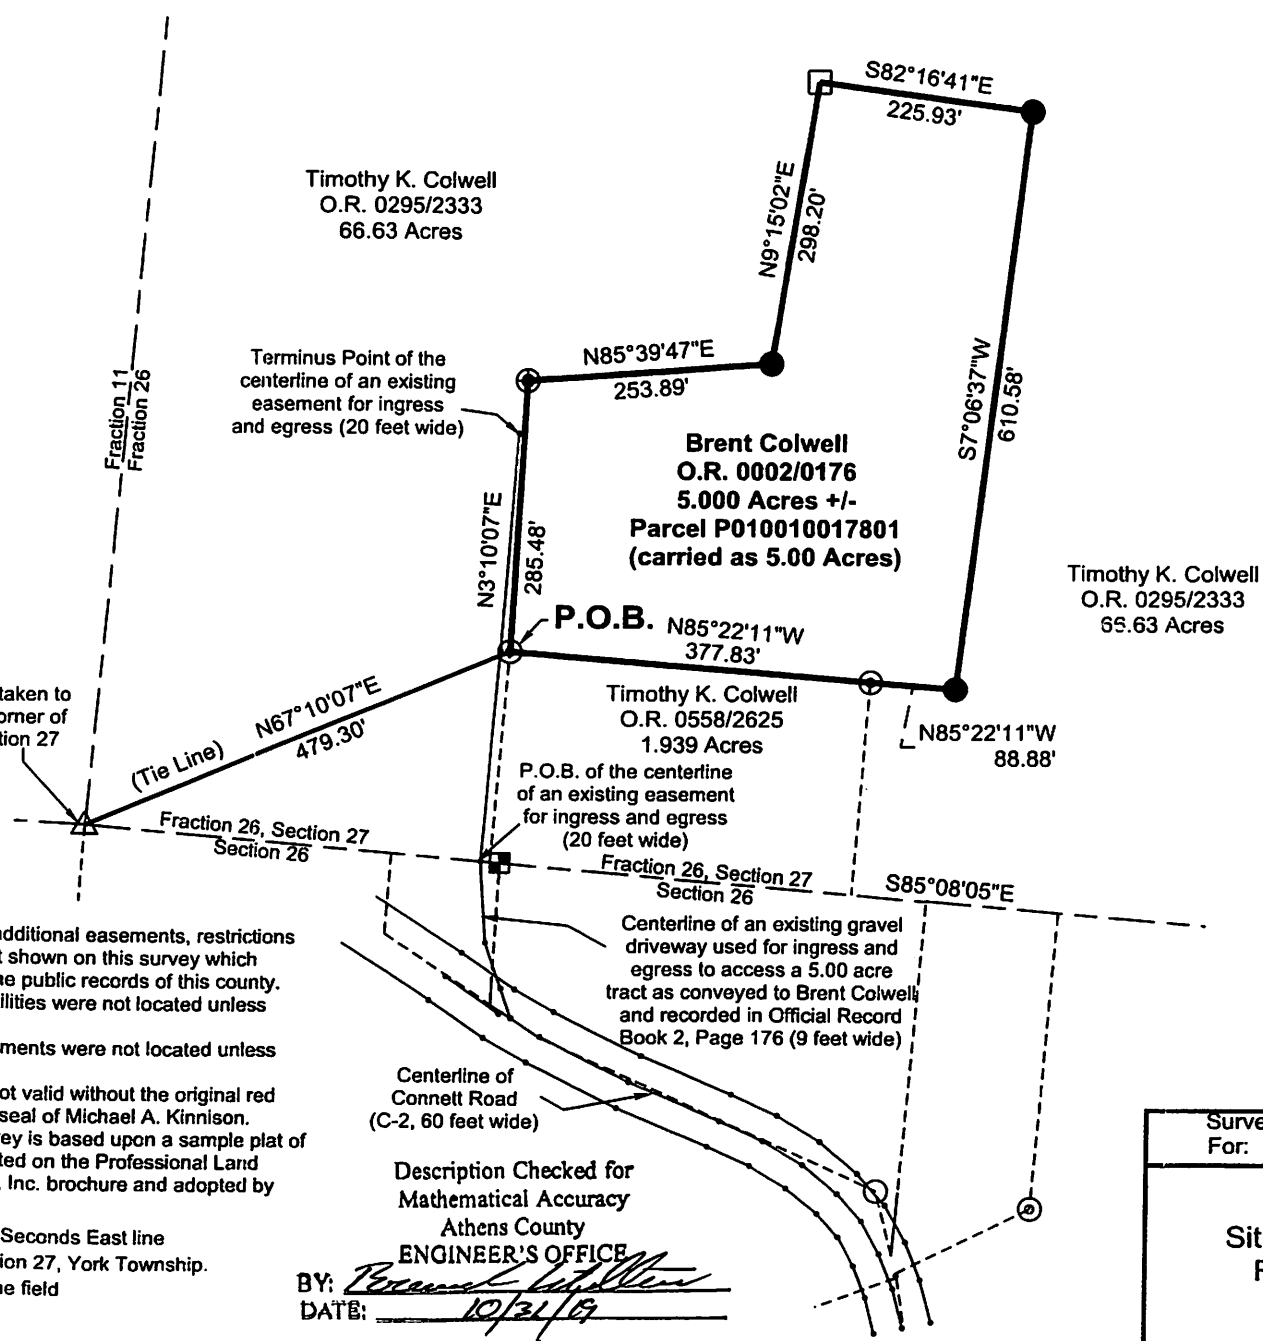 S82°16'41"E
225.93'
Timothy K. Colwell
O.R. 0295/2333
66.63 Acres
N9°15'02"E
298.20'
Terminus Point of the
centerline of an existing
easement for ingress
and egress (20 feet wide)
N85°39'47"E
253.89'
Fraction 11
Fraction 26
S7°06'37"W
610.58'
Brent Colwell
O.R. 0002/0176
5.000 Acres +/-
Parcel P010010017801
(carried as 5.00 Acres)
N3°10'07"E
285.48'
Timothy K. Colwell
O.R. 0295/2333
66.63 Acres
P.O.B.
N85°22'11"W
377.83'
taken to
orner of
tion 27
(Tie Line)
N67°10'07"E
479.30'
Timothy K. Colwell
O.R. 0558/2625
1.939 Acres
N85°22'11"W
88.88'
P.O.B. of the centerline
of an existing easement
for ingress and egress
(20 feet wide)
Fraction 26, Section 27
Section 26
Fraction 26, Section 27
Section 26
S85°08'05"E
Centerline of an existing gravel
driveway used for ingress and
egress to access a 5.00 acre
tract as conveyed to Brent Colwell
and recorded in Official Record
Book 2, Page 176 (9 feet wide)
additional easements, restrictions
t shown on this survey which
ne public records of this county.
ilities were not located unless
ments were not located unless
ot valid without the original red
seal of Michael A. Kinnison.
ey is based upon a sample plat of
ted on the Professional Land
, Inc. brochure and adopted by
Seconds East line
ion 27, York Township.
ne field
Centerline of
Connett Road
(C-2, 60 feet wide)
Description Checked for
Mathematical Accuracy
Athens County
ENGINEER'S OFFICE
BY:
DATE: 10/31/19
Surve
For:
Sit
F